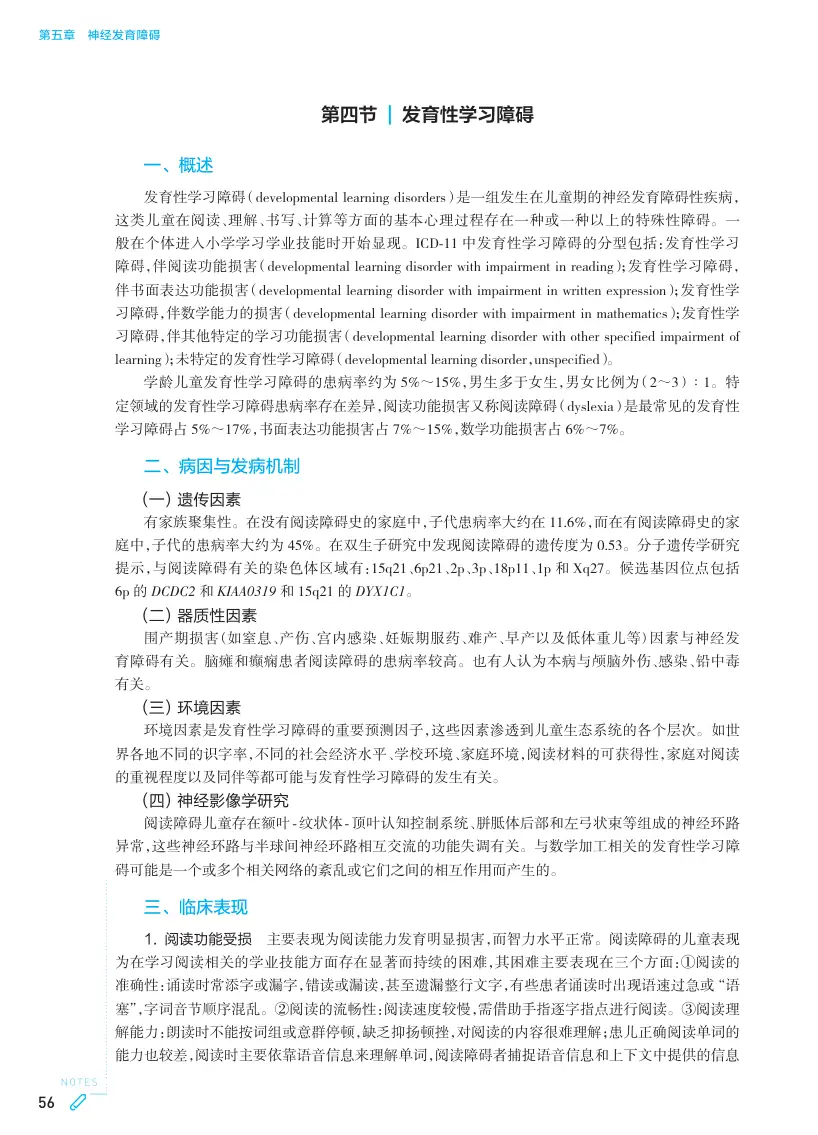 第五章　神经发育障碍
第四节 | 发育性学习障碍
一、概述
发育性学习障碍（developmental learning disorders）是一组发生在儿童期的神经发育障碍性疾病，
这类儿童在阅读、理解、书写、计算等方面的基本心理过程存在一种或一种以上的特殊性障碍。一
般在个体进入小学学习学业技能时开始显现。ICD-11 中发育性学习障碍的分型包括：发育性学习
障碍，伴阅读功能损害（developmental learning disorder with impairment in reading）；发育性学习障碍，
伴书面表达功能损害（developmental learning disorder with impairment in written expression）；发育性学
习障碍，伴数学能力的损害（developmental learning disorder with impairment in mathematics）；发育性学
习障碍，伴其他特定的学习功能损害（developmental learning disorder with other specified impairment of
learning）；未特定的发育性学习障碍（developmental learning disorder，unspecified）。
学龄儿童发育性学习障碍的患病率约为 5%～15%，男生多于女生，男女比例为（2～3）∶1。特
定领域的发育性学习障碍患病率存在差异，阅读功能损害又称阅读障碍（dyslexia）是最常见的发育性
学习障碍占 5%～17%，书面表达功能损害占 7%～15%，数学功能损害占 6%～7%。
二、病因与发病机制
（一）遗传因素
有家族聚集性。在没有阅读障碍史的家庭中，子代患病率大约在 11.6%，而在有阅读障碍史的家
庭中，子代的患病率大约为 45%。在双生子研究中发现阅读障碍的遗传度为 0.53。分子遗传学研究
提示，与阅读障碍有关的染色体区域有：15q21、6p21、2p、3p、18p11、1p 和 Xq27。候选基因位点包括
6p 的 DCDC2 和 KIAA0319 和 15q21 的 DYX1C1。
（二）器质性因素
围产期损害（如窒息、产伤、宫内感染、妊娠期服药、难产、早产以及低体重儿等）因素与神经发
育障碍有关。脑瘫和癫痫患者阅读障碍的患病率较高。也有人认为本病与颅脑外伤、感染、铅中毒
有关。
（三）环境因素
环境因素是发育性学习障碍的重要预测因子，这些因素渗透到儿童生态系统的各个层次。如世
界各地不同的识字率，不同的社会经济水平、学校环境、家庭环境，阅读材料的可获得性，家庭对阅读
的重视程度以及同伴等都可能与发育性学习障碍的发生有关。
（四）神经影像学研究
阅读障碍儿童存在额叶-纹状体-顶叶认知控制系统、胼胝体后部和左弓状束等组成的神经环路
异常，这些神经环路与半球间神经环路相互交流的功能失调有关。与数学加工相关的发育性学习障
碍可能是一个或多个相关网络的紊乱或它们之间的相互作用而产生的。
三、临床表现
1. 阅读功能受损　主要表现为阅读能力发育明显损害，而智力水平正常。阅读障碍的儿童表现
为在学习阅读相关的学业技能方面存在显著而持续的困难，其困难主要表现在三个方面：①阅读的
准确性：诵读时常添字或漏字，错读或漏读，甚至遗漏整行文字，有些患者诵读时出现语速过急或“语
塞”，字词音节顺序混乱。②阅读的流畅性：阅读速度较慢，需借助手指逐字指点进行阅读。③阅读理
解能力：朗读时不能按词组或意群停顿，缺乏抑扬顿挫，对阅读的内容很难理解；患儿正确阅读单词的
能力也较差，阅读时主要依靠语音信息来理解单词，阅读障碍者捕捉语音信息和上下文中提供的信息
NOTES
56